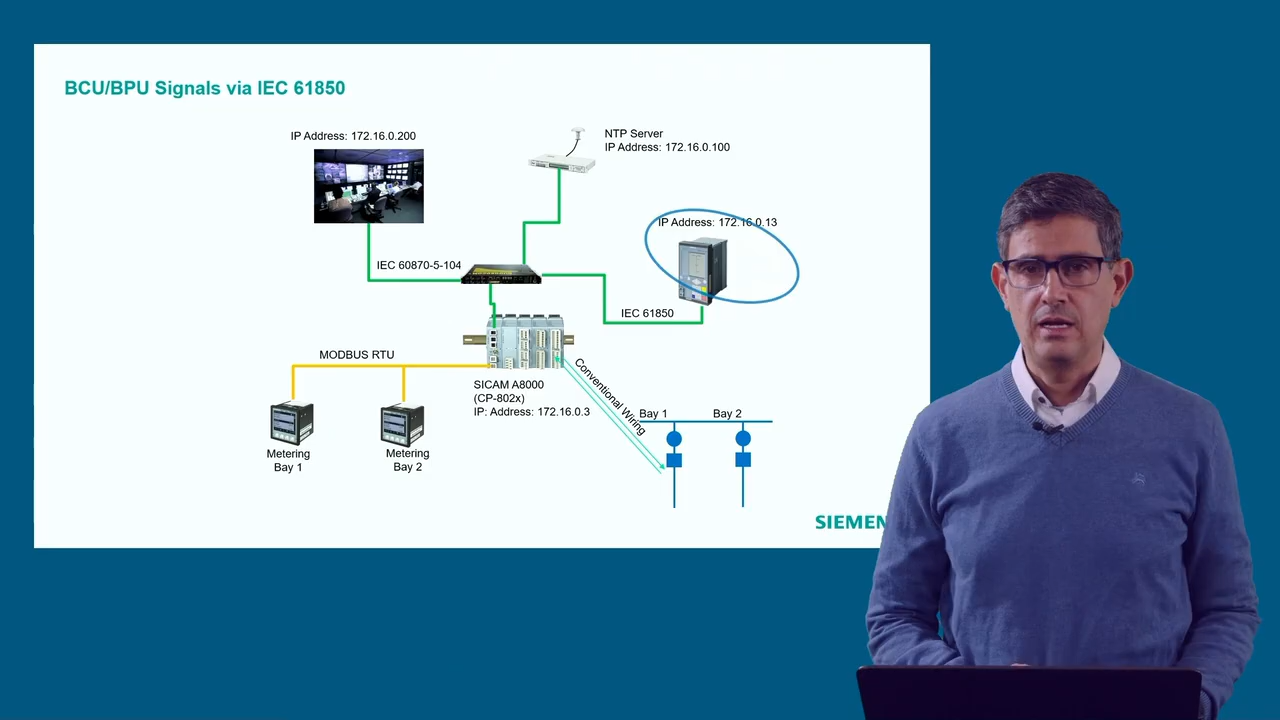 BCU/BPU Signals via IEC 61850
IP Address: 172.16.0.200
NTP Server
IP Address: 172.16.0.100
IP Address: 172.16.0.13
IEC 60870-5-104
IEC 61850
MODBUS RTU
SICAM A8000
(CP-802x)
IP: Address: 172.16.0.3
Conventional Wiring
Bay 1
Bay 2
Metering
Bay 1
Metering
Bay 2
SIEMEN